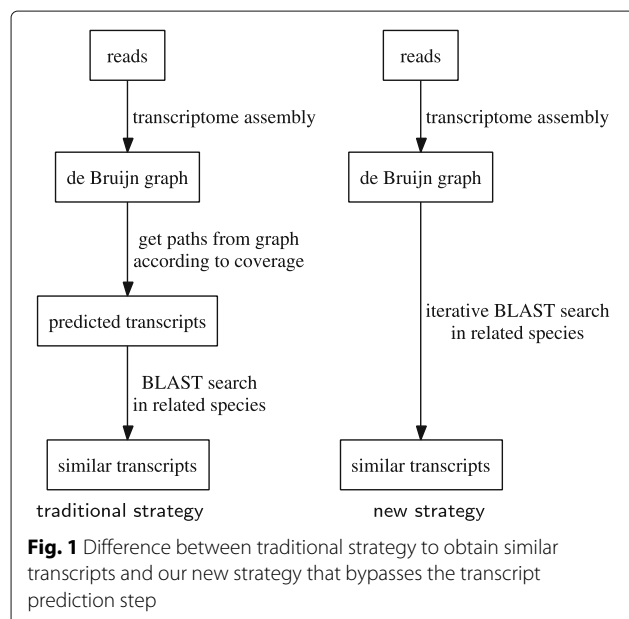 reads
transcriptome assembly
de Bruijn graph
get paths from graph
according to coverage
predicted transcripts
BLAST search
in related species
similar transcripts
traditional strategy
reads
transcriptome assembly
de Bruijn graph
iterative BLAST search
in related species
similar transcripts
new strategy
Fig. 1 Difference between traditional strategy to obtain similar
transcripts and our new strategy that bypasses the transcript
prediction step